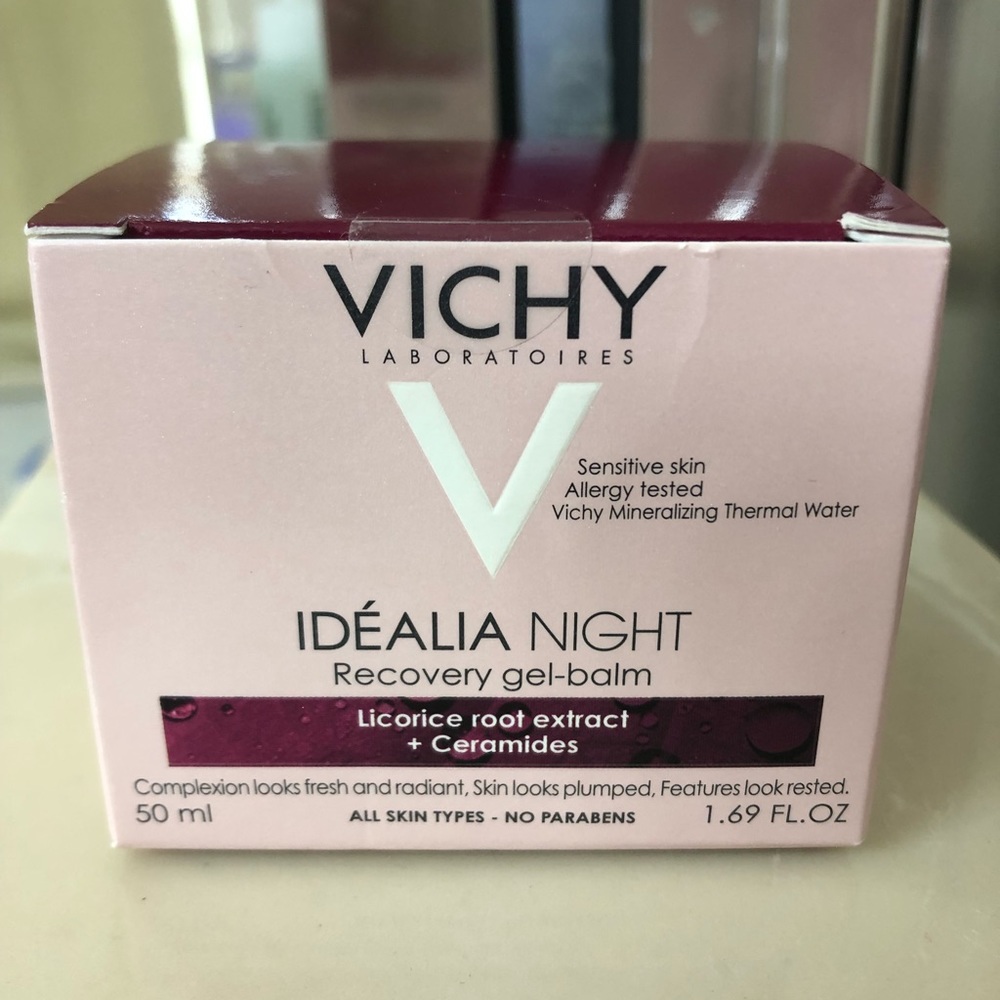 VICHY
LABORATOIRES
V
Sensitive skin
Allergy tested
Vichy Mineralizing Thermal Water
IDÉALIA NIGHT
Recovery gel-balm
Licorice root extract
+ Ceramides
Complexion looks fresh and radiant, Skin looks plumped, Features look rested.
50 ml ALL SKIN TYPES - NO PARABENS 1.69 FL.OZ